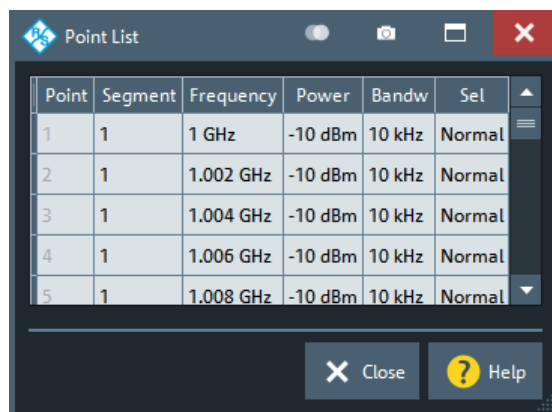 R&S Point List
Point Segment Frequency Power Bandw Sel
1 1 1 GHz -10 dBm 10 kHz Normal
2 1 1.002 GHz -10 dBm 10 kHz Normal
3 1 1.004 GHz -10 dBm 10 kHz Normal
4 1 1.006 GHz -10 dBm 10 kHz Normal
5 1 1.008 GHz -10 dBm 10 kHz Normal
Close ? Help